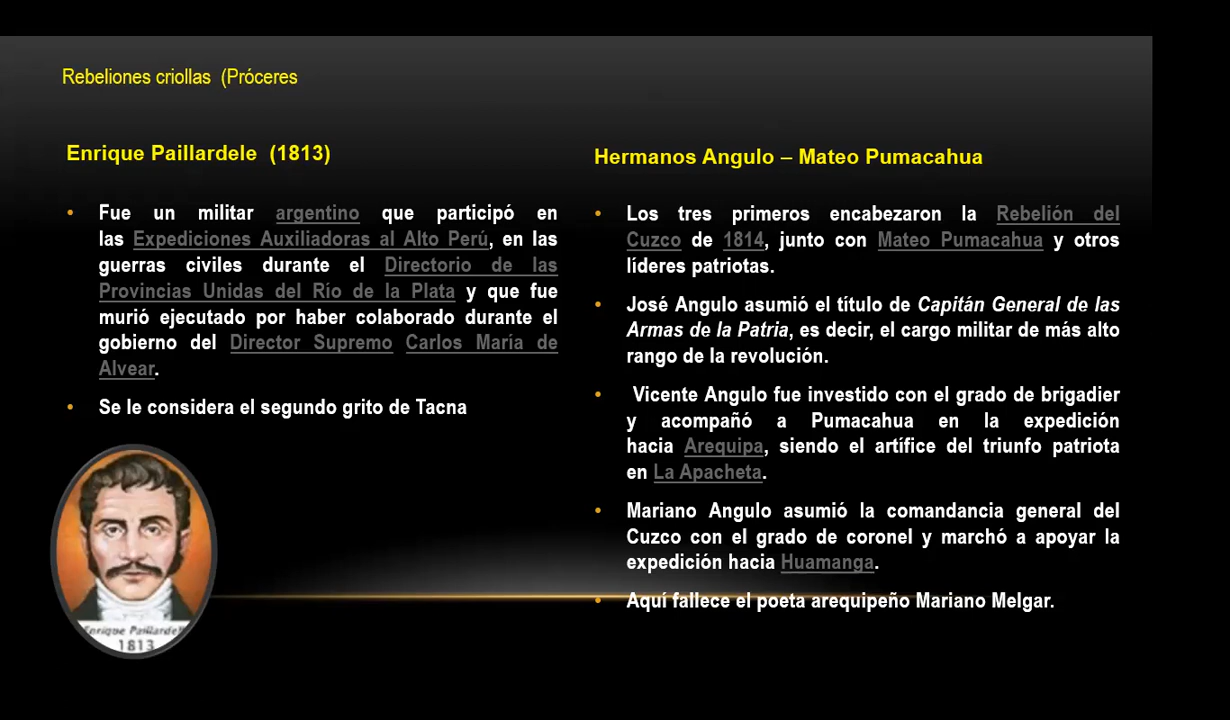 Rebeliones criollas (Próceres
Enrique Paillardele (1813)
Fue un militar argentino que participó en
las Expediciones Auxiliadoras al Alto Perú, en las
guerras civiles durante el Directorio de las
Provincias Unidas del Río de la Plata y que fue
murió ejecutado por haber colaborado durante el
gobierno del Director Supremo Carlos María de
Alvear.
Se le considera el segundo grito de Tacna
Enrique Paillardell
1813
Hermanos Angulo – Mateo Pumacahua
Los tres primeros encabezaron la Rebelión del
Cuzco de 1814, junto con Mateo Pumacahua y otros
líderes patriotas.
José Angulo asumió el título de Capitán General de las
Armas de la Patria, es decir, el cargo militar de más alto
rango de la revolución.
Vicente Angulo fue investido con el grado de brigadier
y acompañó a Pumacahua en la expedición
hacia Arequipa, siendo el artífice del triunfo patriota
en La Apacheta.
Mariano Angulo asumió la comandancia general del
Cuzco con el grado de coronel y marchó a apoyar la
expedición hacia Huamanga.
Aquí fallece el poeta arequipeño Mariano Melgar.